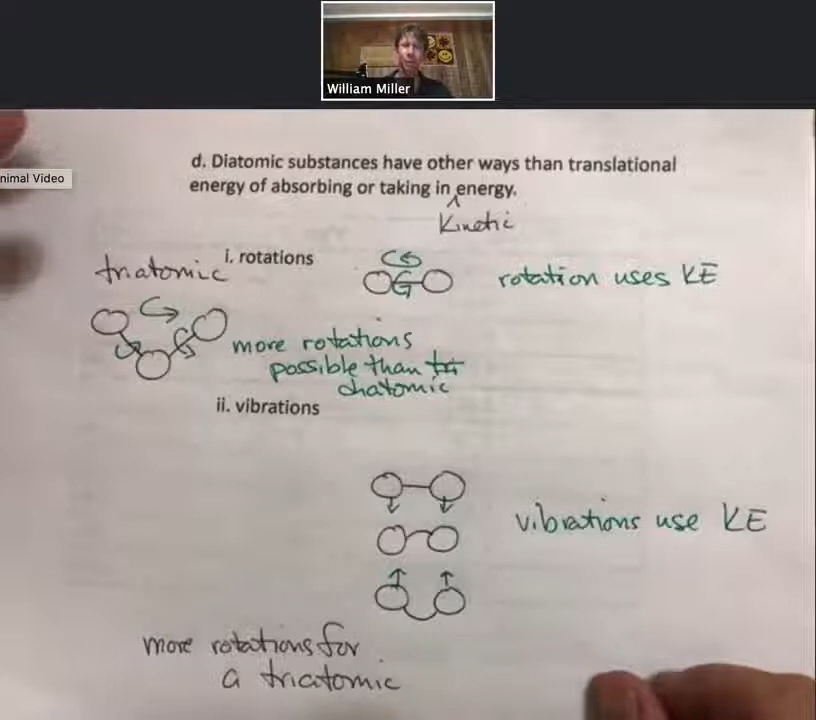 William Miller
nimal Video
d. Diatomic substances have other ways than translational
energy of absorbing or taking in energy.
^
Kinetic
i. rotations
triatomic
rotation uses KE
more rotations
possible than tri
diatomic
ii. vibrations
vibrations use KE
more rotations for
a triatomic